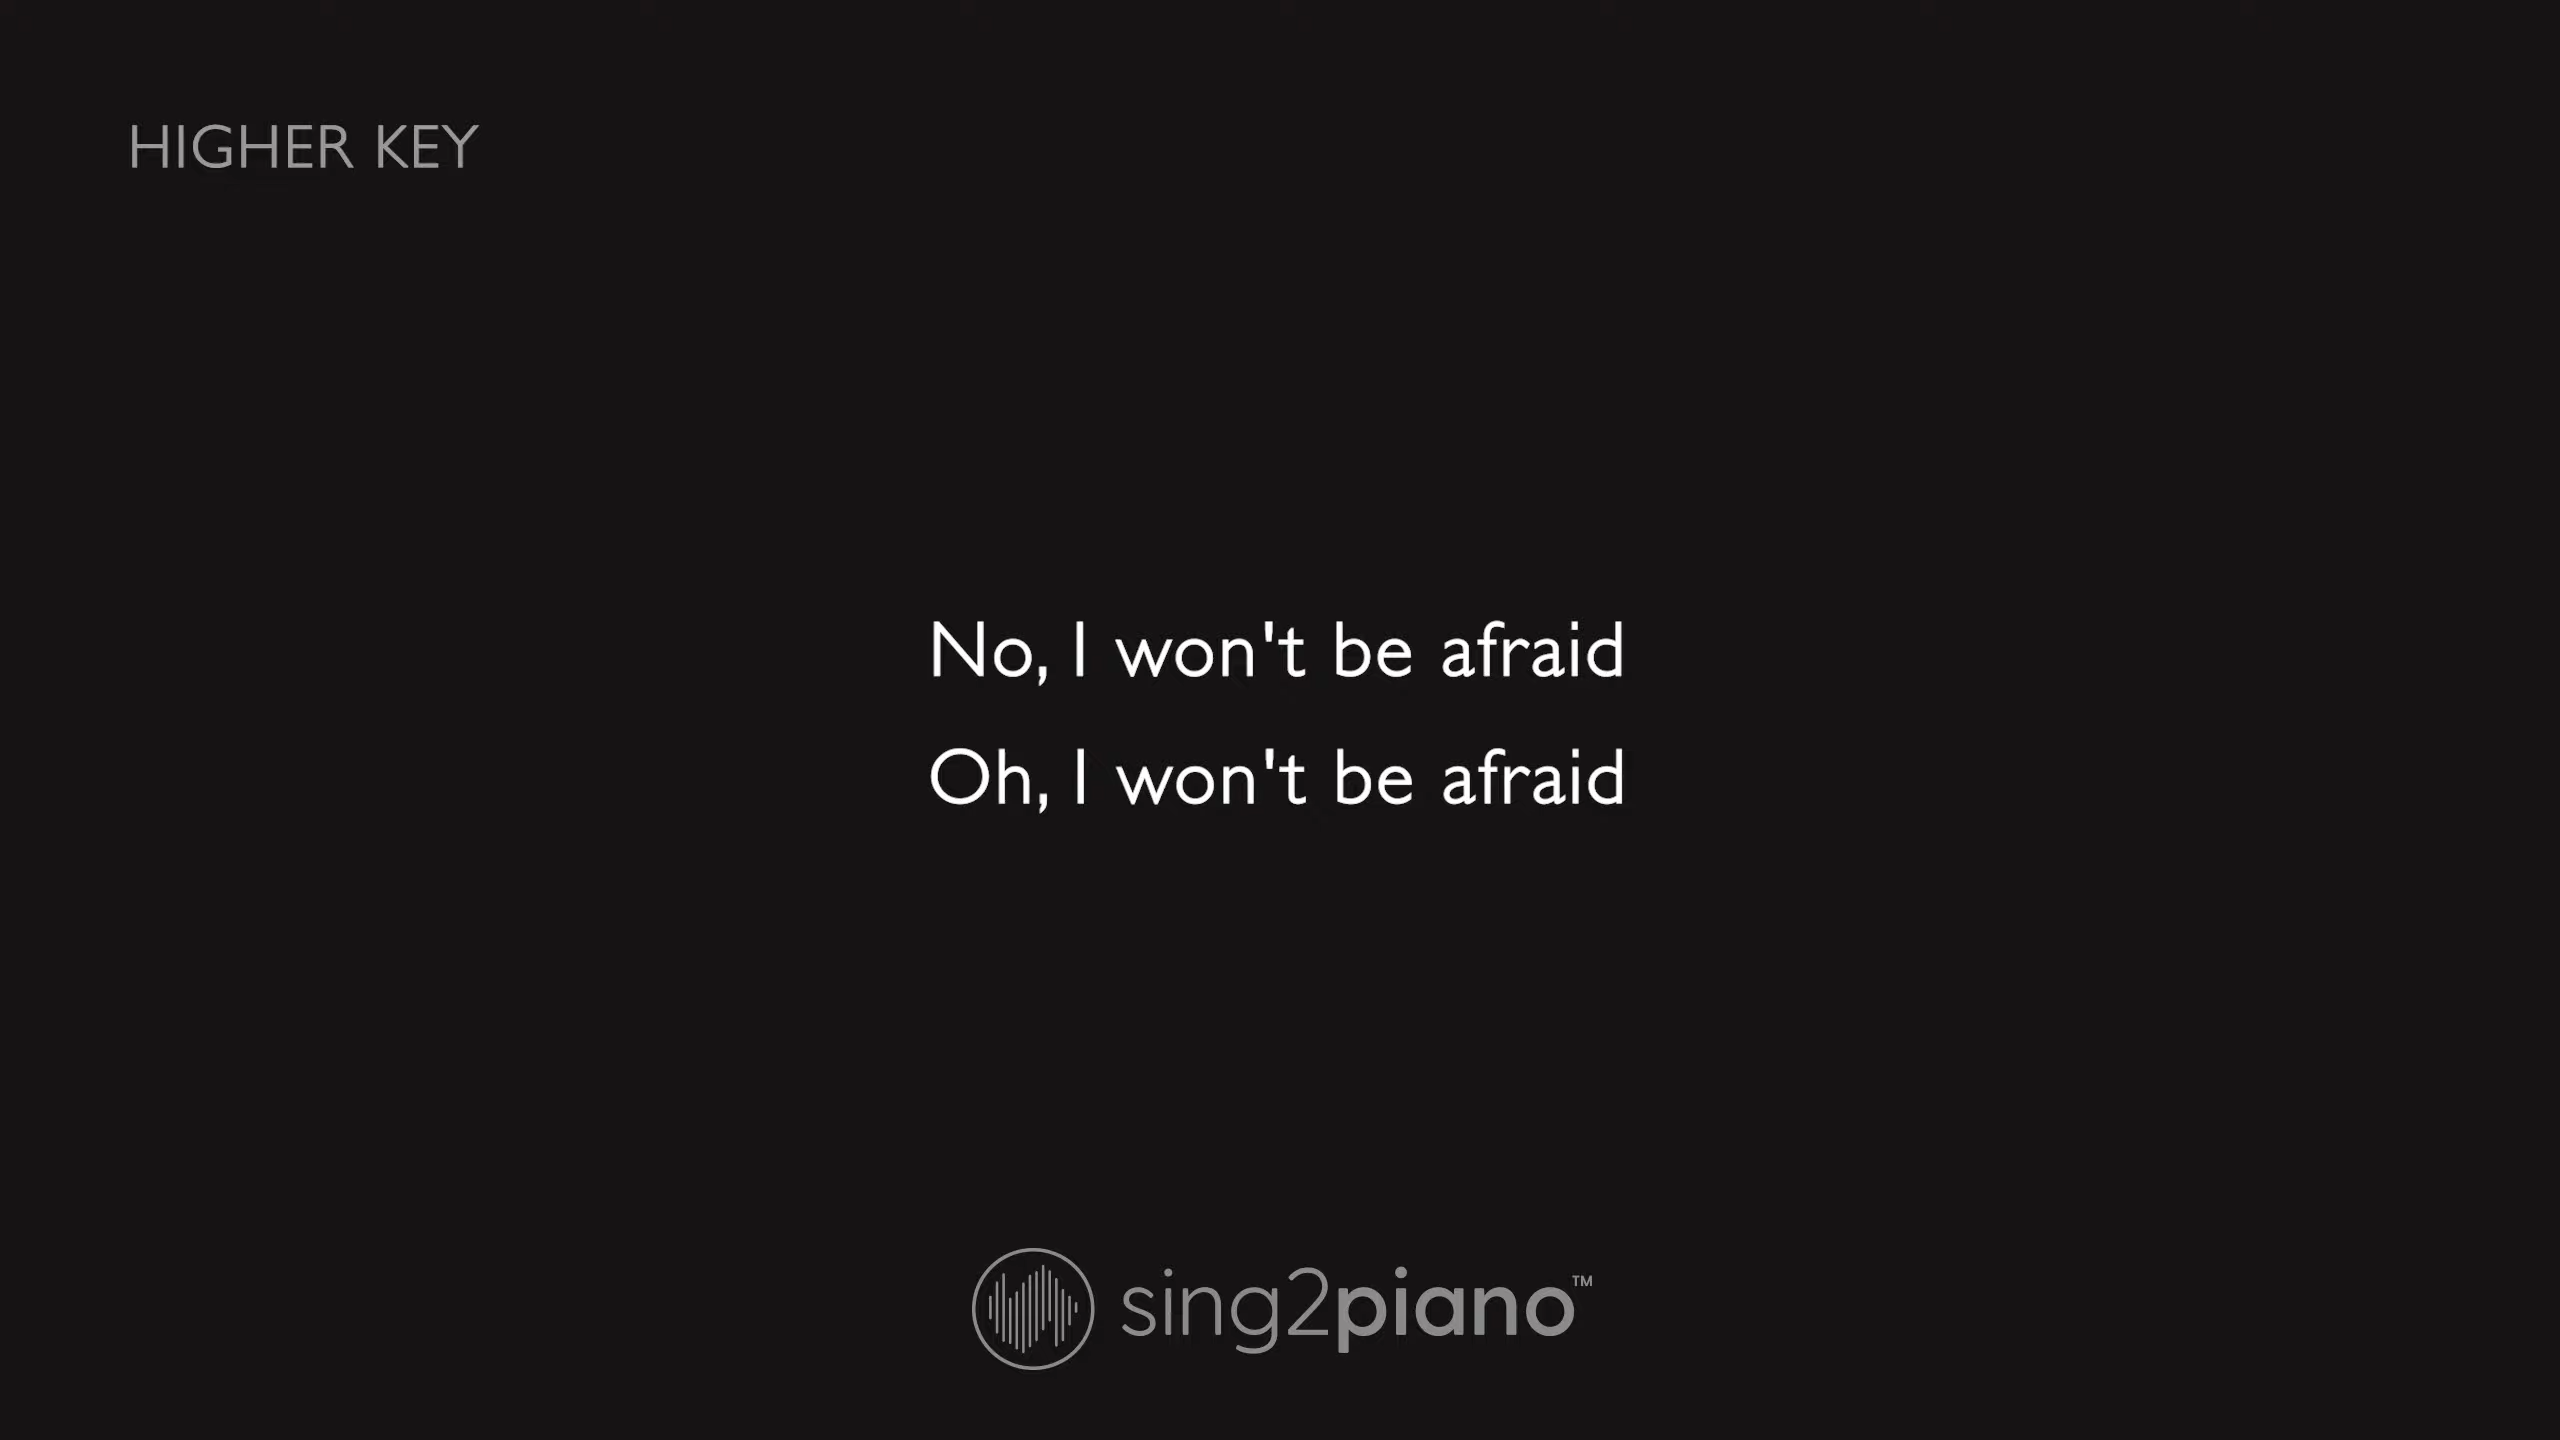 HIGHER KEY
No, I won't be afraid
Oh, I won't be afraid
sing2piano™